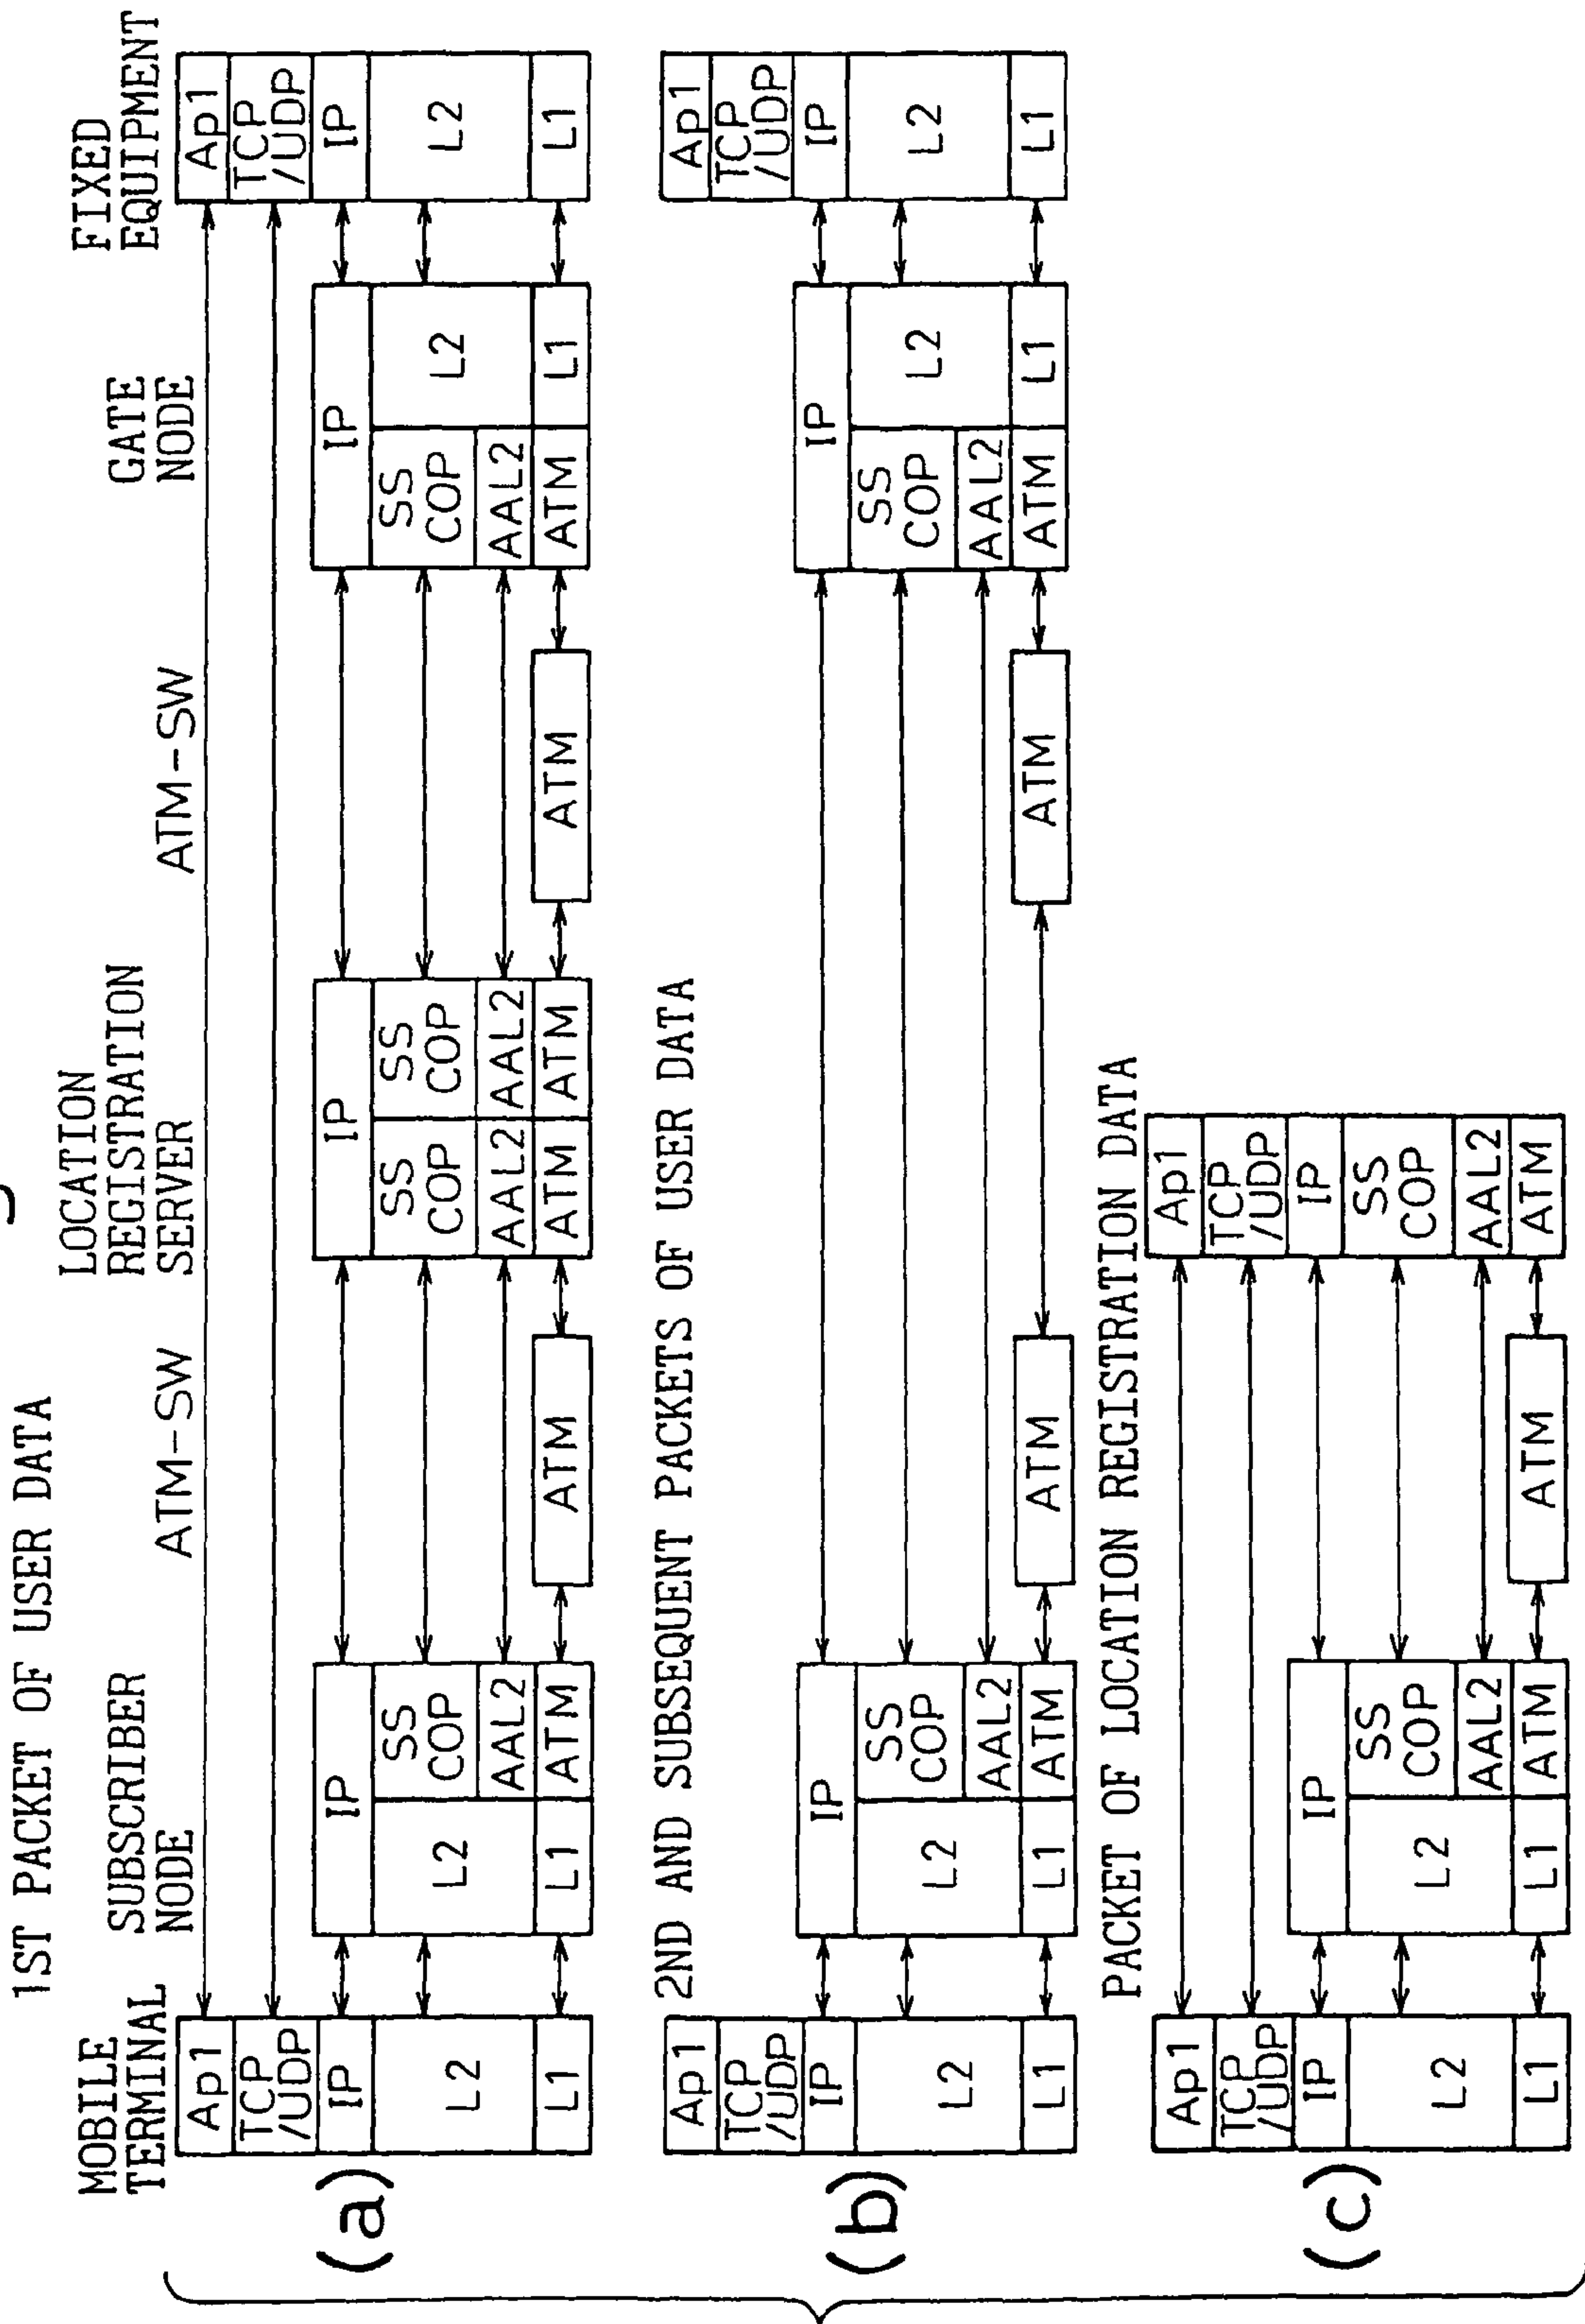 1ST PACKET OF USER DATA
MOBILE
TERMINAL
SUBSCRIBER
NODE
ATM-SW
LOCATION
REGISTRATION
SERVER
ATM-SW
GATE
NODE
FIXED
EQUIPMENT
(a)
Ap1
TCP
/UDP
IP
L2
L1
IP
L2
L1
SS
COP
AAL2
ATM
ATM
IP
SS
COP
AAL2
ATM
SS
COP
AAL2
ATM
ATM
IP
SS
COP
AAL2
ATM
L2
L1
Ap1
TCP
/UDP
IP
L2
L1
2ND AND SUBSEQUENT PACKETS OF USER DATA
(b)
Ap1
TCP
/UDP
IP
L2
L1
IP
L2
L1
SS
COP
AAL2
ATM
ATM
ATM
IP
SS
COP
AAL2
ATM
L2
L1
Ap1
TCP
/UDP
IP
L2
L1
PACKET OF LOCATION REGISTRATION DATA
(c)
Ap1
TCP
/UDP
IP
L2
L1
IP
L2
L1
SS
COP
AAL2
ATM
ATM
Ap1
TCP
/UDP
IP
SS
COP
AAL2
ATM